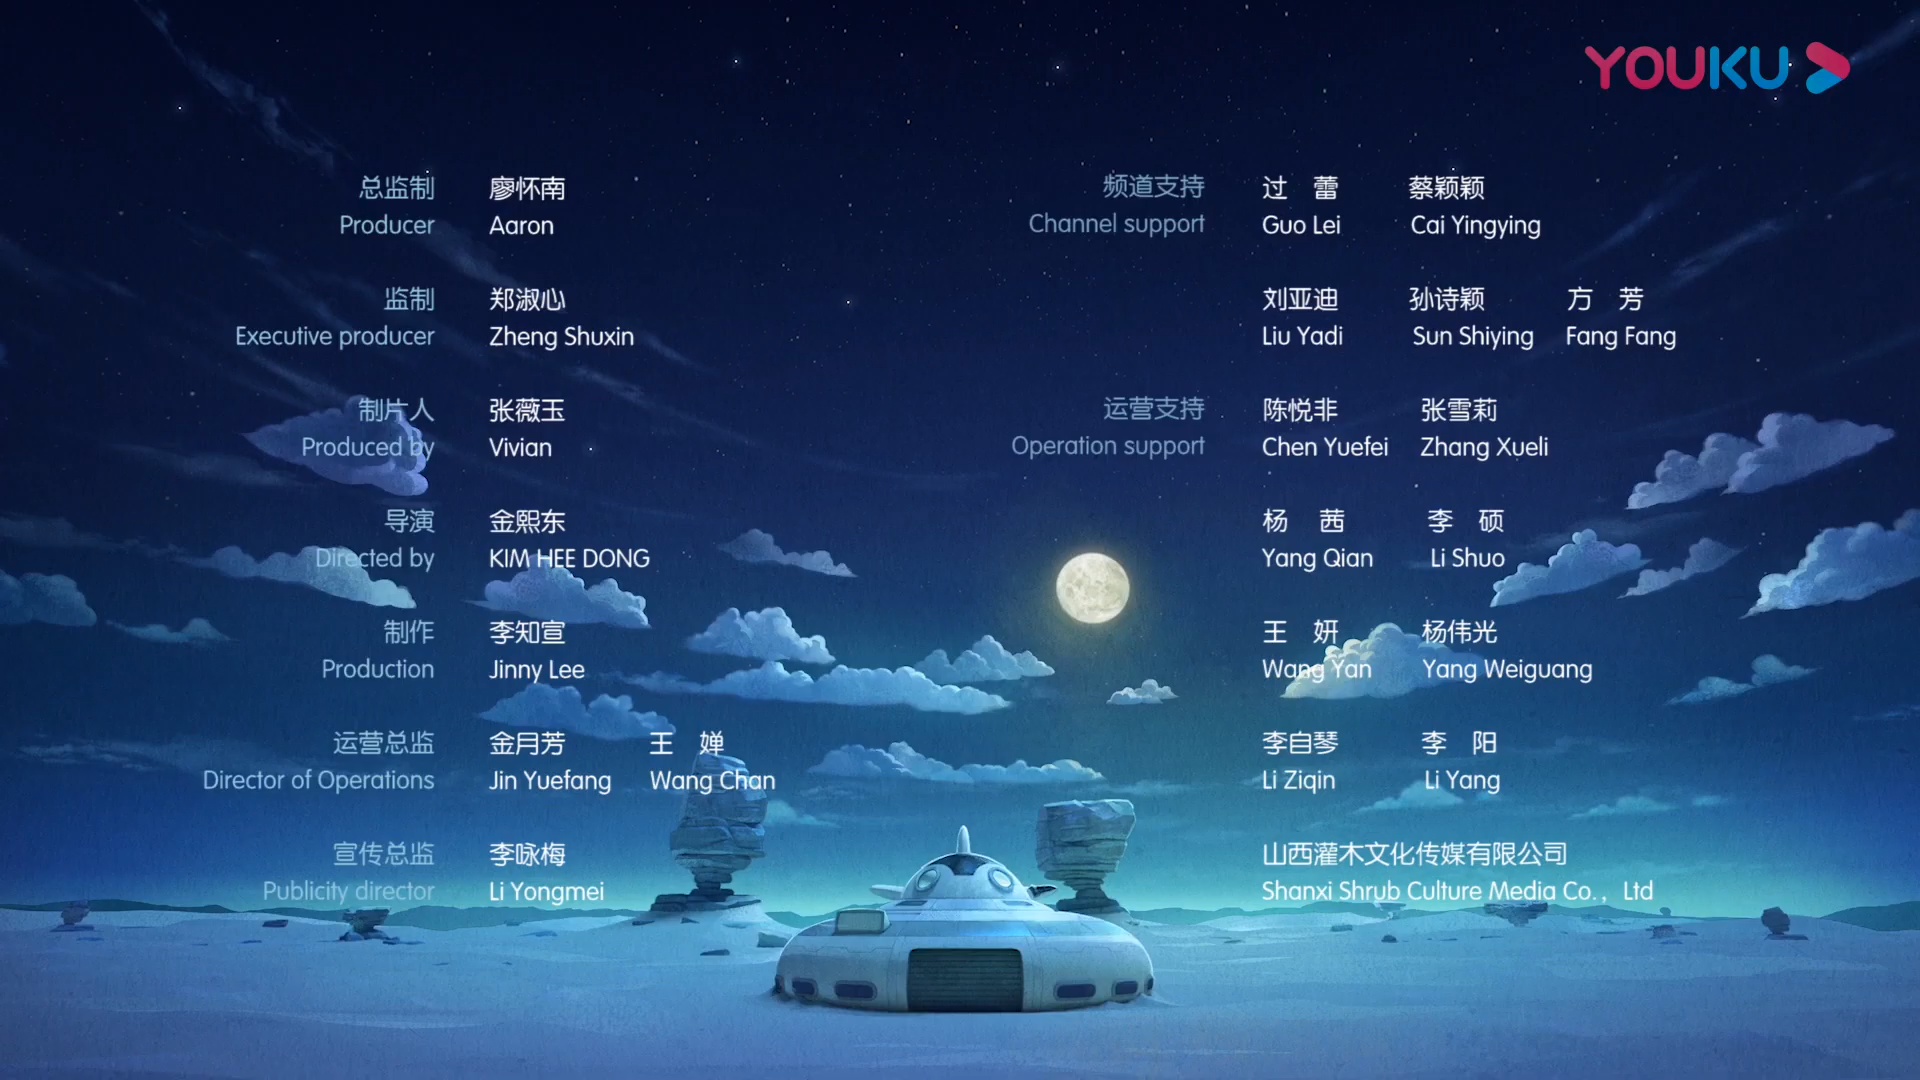 YOUKU
总监制 廖怀南
Producer Aaron
监制 郑淑心
Executive producer Zheng Shuxin
制片人 张薇玉
Produced by Vivian
导演 金熙东
Directed by KIM HEE DONG
制作 李知宣
Production Jinny Lee
运营总监 金月芳 王 婵
Director of Operations Jin Yuefang Wang Chan
宣传总监 李咏梅
Publicity director Li Yongmei
频道支持 过 蕾 蔡颖颖
Channel support Guo Lei Cai Yingying
刘亚迪 孙诗颖 方 芳
Liu Yadi Sun Shiying Fang Fang
运营支持 陈悦非 张雪莉
Operation support Chen Yuefei Zhang Xueli
杨 茜 李 硕
Yang Qian Li Shuo
王 妍 杨伟光
Wang Yan Yang Weiguang
李自琴 李 阳
Li Ziqin Li Yang
山西灌木文化传媒有限公司
Shanxi Shrub Culture Media Co.，Ltd